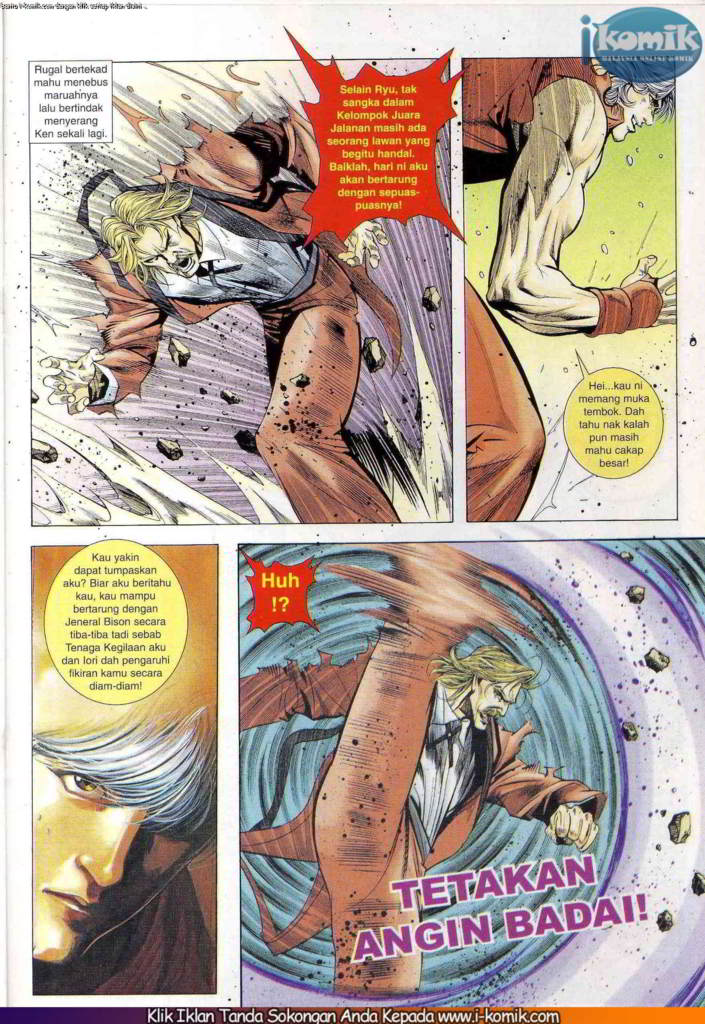 ikomik
MALAYSIA ONLINE KOMIK
Rugal bertekad
mahu menebus
maruahnya
lalu bertindak
menyerang
Ken sekali lagi.
Selain Ryu, tak
sangka dalam
Kelompok Juara
Jalanan masih ada
seorang lawan yang
begitu handal.
Baiklah, hari ni aku
akan bertarung
dengan sepuas-
puasnya!
Hei...kau ni
memang muka
tembok. Dah
tahu nak kalah
pun masih
mahu cakap
besar!
Kau yakin
dapat tumpaskan
aku? Biar aku beritahu
kau, kau mampu
bertarung dengan
Jeneral Bison secara
tiba-tiba tadi sebab
Tenaga Kegilaan aku
dan Iori dah pengaruhi
fikiran kamu secara
diam-diam!
Huh
!?
TETAKAN
ANGIN BADAI!
Klik Iklan Tanda Sokongan Anda Kepada www.i-komik.com